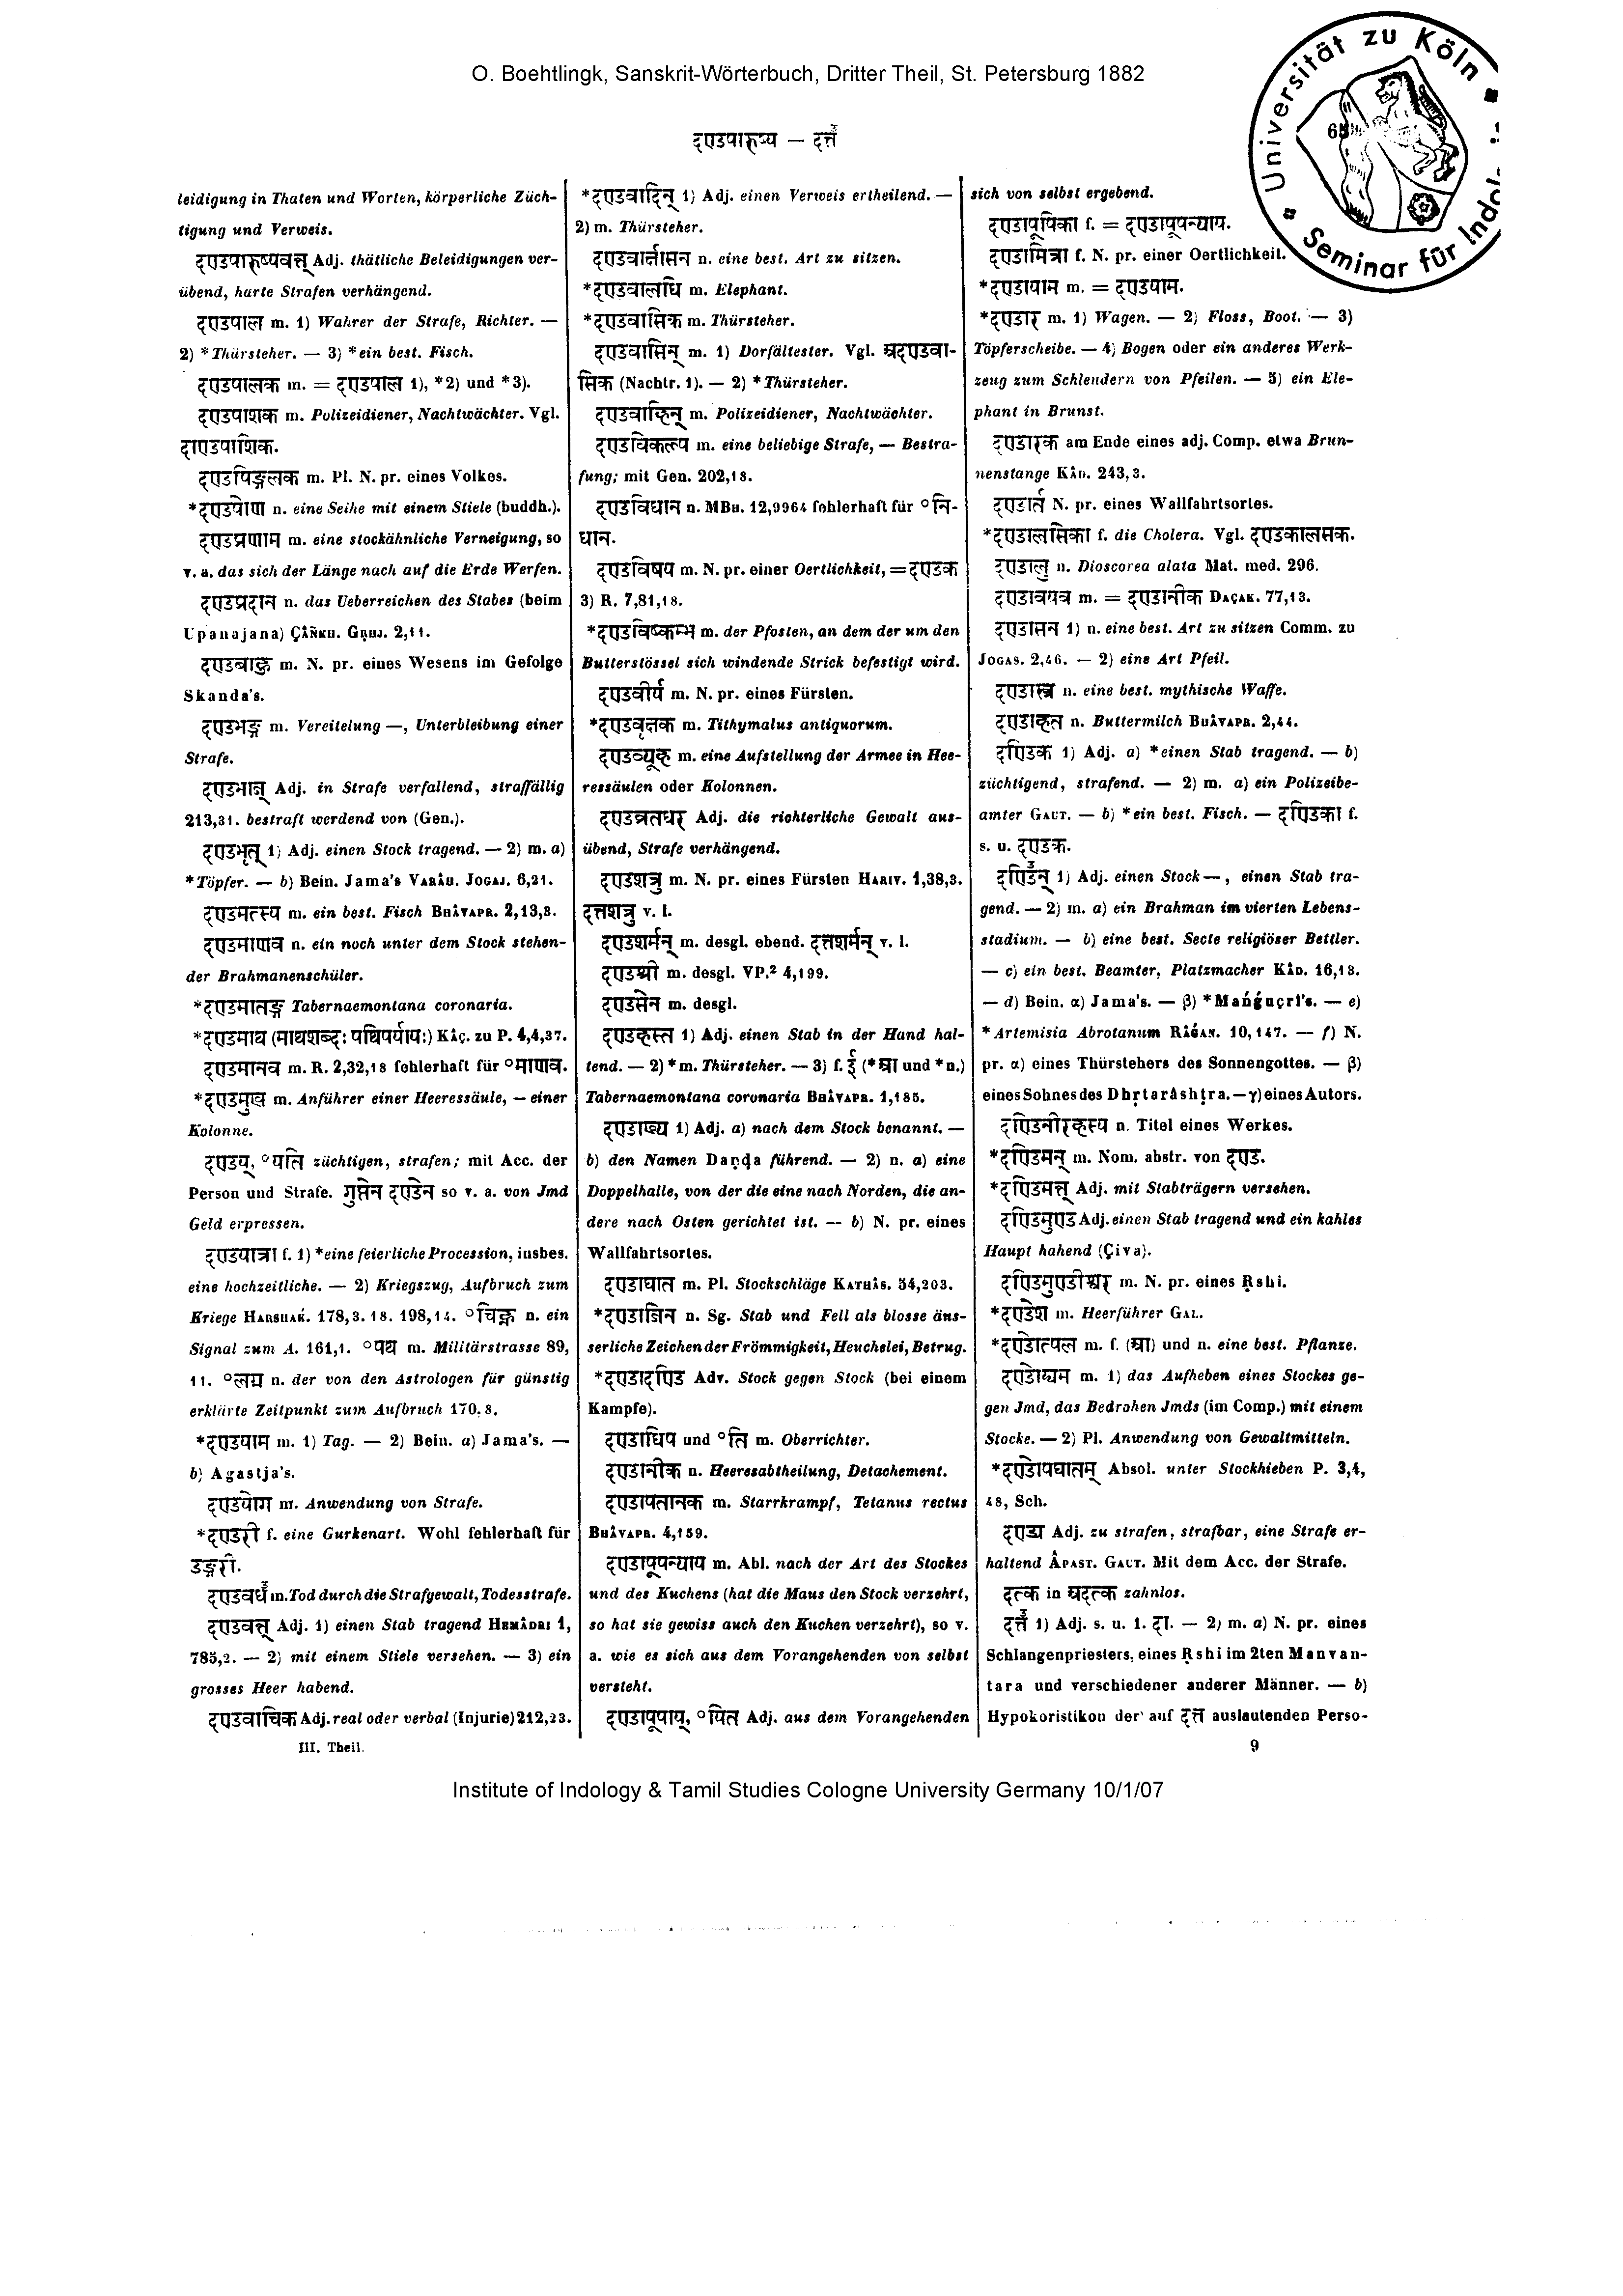 O. Boehtlingk, Sanskrit-Wörterbuch, Dritter Theil, St. Petersburg 1882
Universität zu Köln
Seminar für Indolo
दण्डपारुष्य — दत्त
leidigung in Thaten und Worten, körperliche Züch-
tigung und Verweis.
दण्डपारुष्यवत् Adj. thätliche Beleidigungen ver-
übend, harte Strafen verhängend.
दण्डपाल m. 1) Wahrer der Strafe, Richter. —
2) *Thürsteher. — 3) *ein best. Fisch.
दण्डपालक m. = दण्डपाल 1), *2) und *3).
दण्डपाशक m. Polizeidiener, Nachtwächter. Vgl.
दाण्डपाशिक.
दण्डपिङ्गलक m. Pl. N. pr. eines Volkes.
*दण्डपोण n. eine Seihe mit einem Stiele (buddh.).
दण्डप्रणाम m. eine stockähnliche Verneigung, so
v. a. das sich der Länge nach auf die Erde Werfen.
दण्डप्रदान n. das Ueberreichen des Stabes (beim
Upanajana) ÇÂÑKH. GṚHJ. 2,11.
दण्डबाहु m. N. pr. eines Wesens im Gefolge
Skanda's.
दण्डभङ्ग m. Vereitelung —, Unterbleibung einer
Strafe.
दण्डभाज् Adj. in Strafe verfallend, straffällig
213,31. bestraft werdend von (Gen.).
दण्डभृत् 1) Adj. einen Stock tragend. — 2) m. a)
*Töpfer. — b) Bein. Jama's VARÂH. JOGAJ. 6,21.
दण्डमत्स्य m. ein best. Fisch BHÂVAPR. 2,13,3.
दण्डमाणव n. ein noch unter dem Stock stehen-
der Brahmanenschüler.
*दण्डमातङ्ग Tabernaemontana coronaria.
*दण्डमाथ (माथशब्दः पथिपर्यायः) KÂÇ. zu P. 4,4,37.
दण्डमानव m. R. 2,32,18 fehlerhaft für °माणव.
*दण्डमुख m. Anführer einer Heeressäule, — einer
Kolonne.
दण्डय्, °यति züchtigen, strafen; mit Acc. der
Person und Strafe. गुप्तेन दण्डेन so v. a. von Jmd
Geld erpressen.
दण्डयात्रा f. 1) *eine feierliche Procession, insbes.
eine hochzeitliche. — 2) Kriegszug, Aufbruch zum
Kriege HARSHAḰ. 178,3. 18. 198,14. °चिह्न n. ein
Signal zum A. 161,1. °पथ m. Militärstrasse 89,
11. °लग्न n. der von den Astrologen für günstig
erklärte Zeitpunkt zum Aufbruch 170,8.
*दण्डयाम m. 1) Tag. — 2) Bein. a) Jama's. —
b) Agastja's.
दण्डयोग m. Anwendung von Strafe.
*दण्डरी f. eine Gurkenart. Wohl fehlerhaft für
डङ्गरी.
दण्डवध m. Tod durch die Strafgewalt, Todesstrafe.
दण्डवत् Adj. 1) einen Stab tragend HEMÂDRI 1,
785,2. — 2) mit einem Stiele versehen. — 3) ein
grosses Heer habend.
दण्डवाचिक Adj. real oder verbal (Injurie) 212,23.
*दण्डवादिन् 1) Adj. einen Verweis ertheilend. —
2) m. Thürsteher.
दण्डवार्तासन n. eine best. Art zu sitzen.
*दण्डवालधि m. Elephant.
*दण्डवासिक m. Thürsteher.
दण्डवासिन् m. 1) Dorfältester. Vgl. अदण्डवा-
सिक (Nachtr. 1). — 2) *Thürsteher.
दण्डवाहिन् m. Polizeidiener, Nachtwächter.
दण्डविकल्प m. eine beliebige Strafe, — Bestra-
fung; mit Gen. 202,18.
दण्डविधान n. MBH. 12,9964 fehlerhaft für °नि-
धान.
दण्डविषय m. N. pr. einer Oertlichkeit, = दण्डक
3) R. 7,81,18.
*दण्डविष्कम्भ m. der Pfosten, an dem der um den
Butterstössel sich windende Strick befestigt wird.
दण्डवीर्य m. N. pr. eines Fürsten.
*दण्डवृक्षक m. Tithymalus antiquorum.
दण्डव्यूह m. eine Aufstellung der Armee in Hee-
ressäulen oder Kolonnen.
दण्डव्रतधर Adj. die richterliche Gewalt aus-
übend, Strafe verhängend.
दण्डशत्रु m. N. pr. eines Fürsten HARIV. 1,38,3.
दत्तशत्रु v. l.
दण्डशर्मन् m. desgl. ebend. दत्तशर्मन् v. l.
दण्डश्री m. desgl. VP.² 4,199.
दण्डसेन m. desgl.
दण्डहस्त 1) Adj. einen Stab in der Hand hal-
tend. — 2) *m. Thürsteher. — 3) f. ई (*आ und *n.)
Tabernaemontana coronaria BHÂVAPR. 1,185.
दण्डाख्य 1) Adj. a) nach dem Stock benannt. —
b) den Namen Daṇḍa führend. — 2) n. a) eine
Doppelhalle, von der die eine nach Norden, die an-
dere nach Osten gerichtet ist. — b) N. pr. eines
Wallfahrtsortes.
दण्डाघात m. Pl. Stockschläge KATHÂS. 54,203.
*दण्डाजिन n. Sg. Stab und Fell als blosse äus-
serliche Zeichen der Frömmigkeit, Heuchelei, Betrug.
*दण्डादण्डि Adv. Stock gegen Stock (bei einem
Kampfe).
दण्डाधिप und °ति m. Oberrichter.
दण्डानीक n. Heeresabtheilung, Detachement.
दण्डापतानक m. Starrkrampf, Tetanus rectus
BHÂVAPR. 4,159.
दण्डापूपन्याय m. Abl. nach der Art des Stockes
und des Kuchens (hat die Maus den Stock verzehrt,
so hat sie gewiss auch den Kuchen verzehrt), so v.
a. wie es sich aus dem Vorangehenden von selbst
versteht.
दण्डापूपाय्, °यित Adj. aus dem Vorangehenden
sich von selbst ergebend.
दण्डापूपिका f. = दण्डापूपन्याय.
दण्डामित्रा f. N. pr. einer Oertlichkeit.
*दण्डायाम m. = दण्डयाम.
*दण्डार m. 1) Wagen. — 2) Floss, Boot. — 3)
Töpferscheibe. — 4) Bogen oder ein anderes Werk-
zeug zum Schleudern von Pfeilen. — 5) ein Ele-
phant in Brunst.
दण्डारक am Ende eines adj. Comp. etwa Brun-
nenstange KÂD. 243,3.
दण्डार्त N. pr. eines Wallfahrtsortes.
*दण्डालसिका f. die Cholera. Vgl. दण्डकालसक.
दण्डालु n. Dioscorea alata Mat. med. 296.
दण्डावयव m. = दण्डानीक DAÇAK. 77,13.
दण्डासन 1) n. eine best. Art zu sitzen Comm. zu
JOGAS. 2,46. — 2) eine Art Pfeil.
दण्डास्त्र n. eine best. mythische Waffe.
दण्डाहत n. Buttermilch BHÂVAPR. 2,44.
दण्डिक 1) Adj. a) *einen Stab tragend. — b)
züchtigend, strafend. — 2) m. a) ein Polizeibe-
amter GAUT. — b) *ein best. Fisch. — दण्डिका f.
s. u. दण्डक.
दण्डिन् 1) Adj. einen Stock —, einen Stab tra-
gend. — 2) m. a) ein Brahman im vierten Lebens-
stadium. — b) eine best. Secte religiöser Bettler.
— c) ein best. Beamter, Platzmacher KÂD. 16,13.
— d) Bein. α) Jama's. — β) *Mańǵuçrî's. — e)
*Artemisia Abrotanum RÂǴAN. 10,147. — f) N.
pr. α) eines Thürstehers des Sonnengottes. — β)
eines Sohnes des Dhṛtarâshṭra. — γ) eines Autors.
दण्डिनीरहस्य n. Titel eines Werkes.
*दण्डिमन् m. Nom. abstr. von दण्ड.
*दण्डिमत् Adj. mit Stabträgern versehen.
दण्डिमुण्ड Adj. einen Stab tragend und ein kahles
Haupt habend (Çiva).
दण्डिमुण्डीश्वर m. N. pr. eines Ṛshi.
*दण्डेश m. Heerführer GAL.
*दण्डोत्पल m. f. (आ) und n. eine best. Pflanze.
दण्डोद्यम m. 1) das Aufheben eines Stockes ge-
gen Jmd, das Bedrohen Jmds (im Comp.) mit einem
Stocke. — 2) Pl. Anwendung von Gewaltmitteln.
*दण्डोपघातम् Absol. unter Stockhieben P. 3,4,
48, Sch.
दण्ड्य Adj. zu strafen, strafbar, eine Strafe er-
haltend ÂPAST. GAUT. Mit dem Acc. der Strafe.
दत्क in अदत्क zahnlos.
दत्त 1) Adj. s. u. 1. दा. — 2) m. a) N. pr. eines
Schlangenpriesters, eines Ṛshi im 2ten Manvan-
tara und verschiedener anderer Männer. — b)
Hypokoristikon der auf दत्त auslautenden Perso-
III. Theil.
9
Institute of Indology & Tamil Studies Cologne University Germany 10/1/07